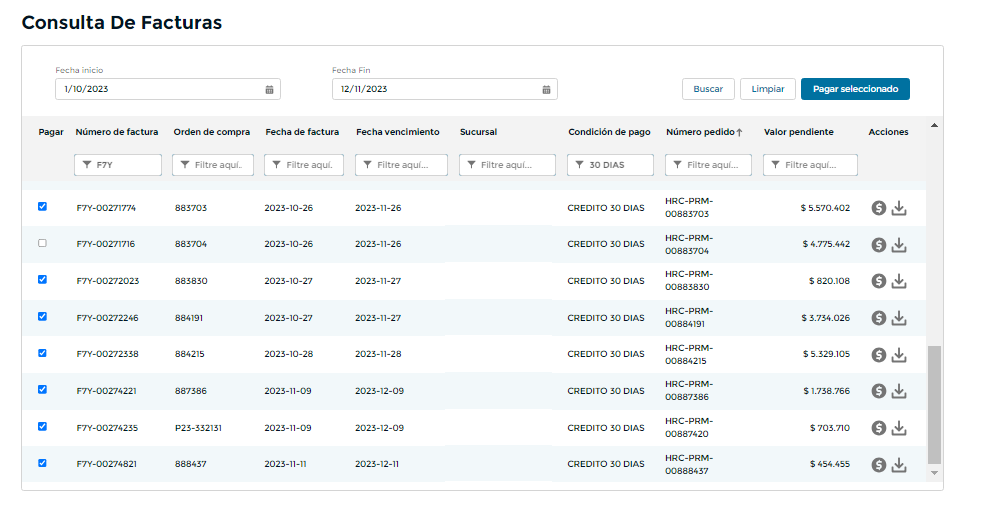 Consulta De Facturas
Fecha inicio Fecha Fin
1/10/2023 12/11/2023 Buscar Limpiar Pagar seleccionado
Pagar Número de factura Orden de compra Fecha de factura Fecha vencimiento Sucursal Condición de pago Número pedido↑ Valor pendiente Acciones
F7Y Filtre aquí. Filtre aquí. Filtre aquí... Filtre aquí... 30 DIAS Filtre aquí... Filtre aquí...
F7Y-00271774 883703 2023-10-26 2023-11-26 CREDITO 30 DIAS HRC-PRM-00883703 $ 5.570.402
F7Y-00271716 883704 2023-10-26 2023-11-26 CREDITO 30 DIAS HRC-PRM-00883704 $ 4.775.442
F7Y-00272023 883830 2023-10-27 2023-11-27 CREDITO 30 DIAS HRC-PRM-00883830 $ 820.108
F7Y-00272246 884191 2023-10-27 2023-11-27 CREDITO 30 DIAS HRC-PRM-00884191 $ 3.734.026
F7Y-00272338 884215 2023-10-28 2023-11-28 CREDITO 30 DIAS HRC-PRM-00884215 $ 5.329.105
F7Y-00274221 887386 2023-11-09 2023-12-09 CREDITO 30 DIAS HRC-PRM-00887386 $ 1.738.766
F7Y-00274235 P23-332131 2023-11-09 2023-12-09 CREDITO 30 DIAS HRC-PRM-00887420 $ 703.710
F7Y-00274821 888437 2023-11-11 2023-12-11 CREDITO 30 DIAS HRC-PRM-00888437 $ 454.455